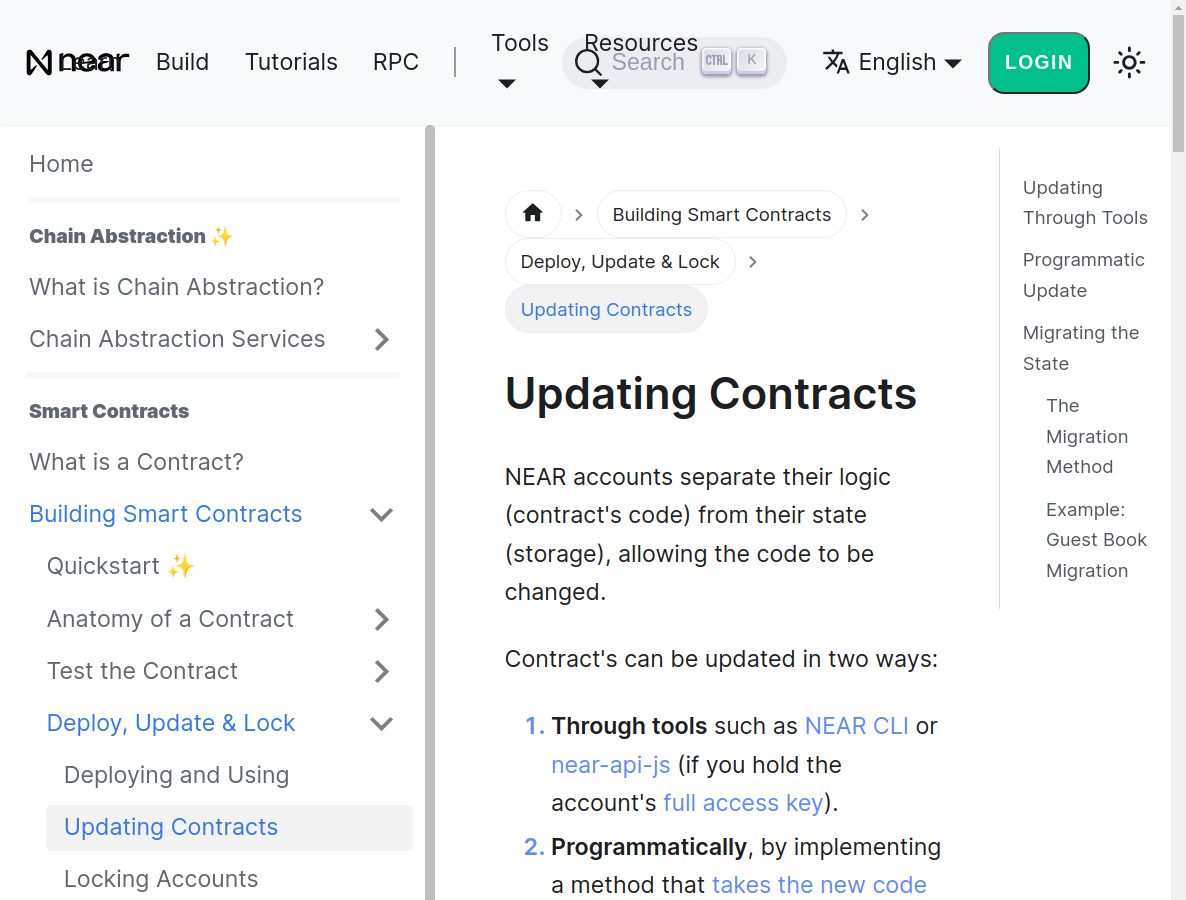 near
Learn
Build
Tutorials
RPC
Tools
Resources
Search
CTRL
K
English
LOGIN
Home
Chain Abstraction ✨
What is Chain Abstraction?
Chain Abstraction Services
Smart Contracts
What is a Contract?
Building Smart Contracts
Quickstart ✨
Anatomy of a Contract
Test the Contract
Deploy, Update & Lock
Deploying and Using
Updating Contracts
Locking Accounts
Building Smart Contracts
Deploy, Update & Lock
Updating Contracts
Updating Contracts
NEAR accounts separate their logic
(contract's code) from their state
(storage), allowing the code to be
changed.
Contract's can be updated in two ways:
1. Through tools such as NEAR CLI or
near-api-js (if you hold the
account's full access key).
2. Programmatically, by implementing
a method that takes the new code
Updating
Through Tools
Programmatic
Update
Migrating the
State
The
Migration
Method
Example:
Guest Book
Migration